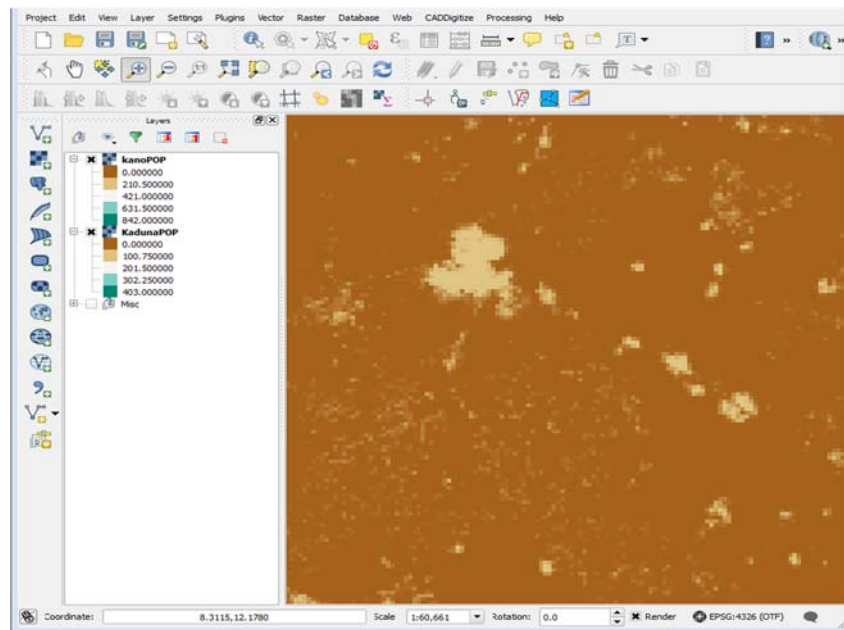 Project Edit View Layer Settings Plugins Vector Raster Database Web CADDigitize Processing Help
Layers
kanoPOP
0.000000
210.500000
421.000000
631.500000
842.000000
KadunaPOP
0.000000
100.750000
201.500000
302.250000
403.000000
Misc
Coordinate: 8.3115,12.1780 Scale 1:60,661 Rotation: 0.0 Render EPSG:4326 (OTF)